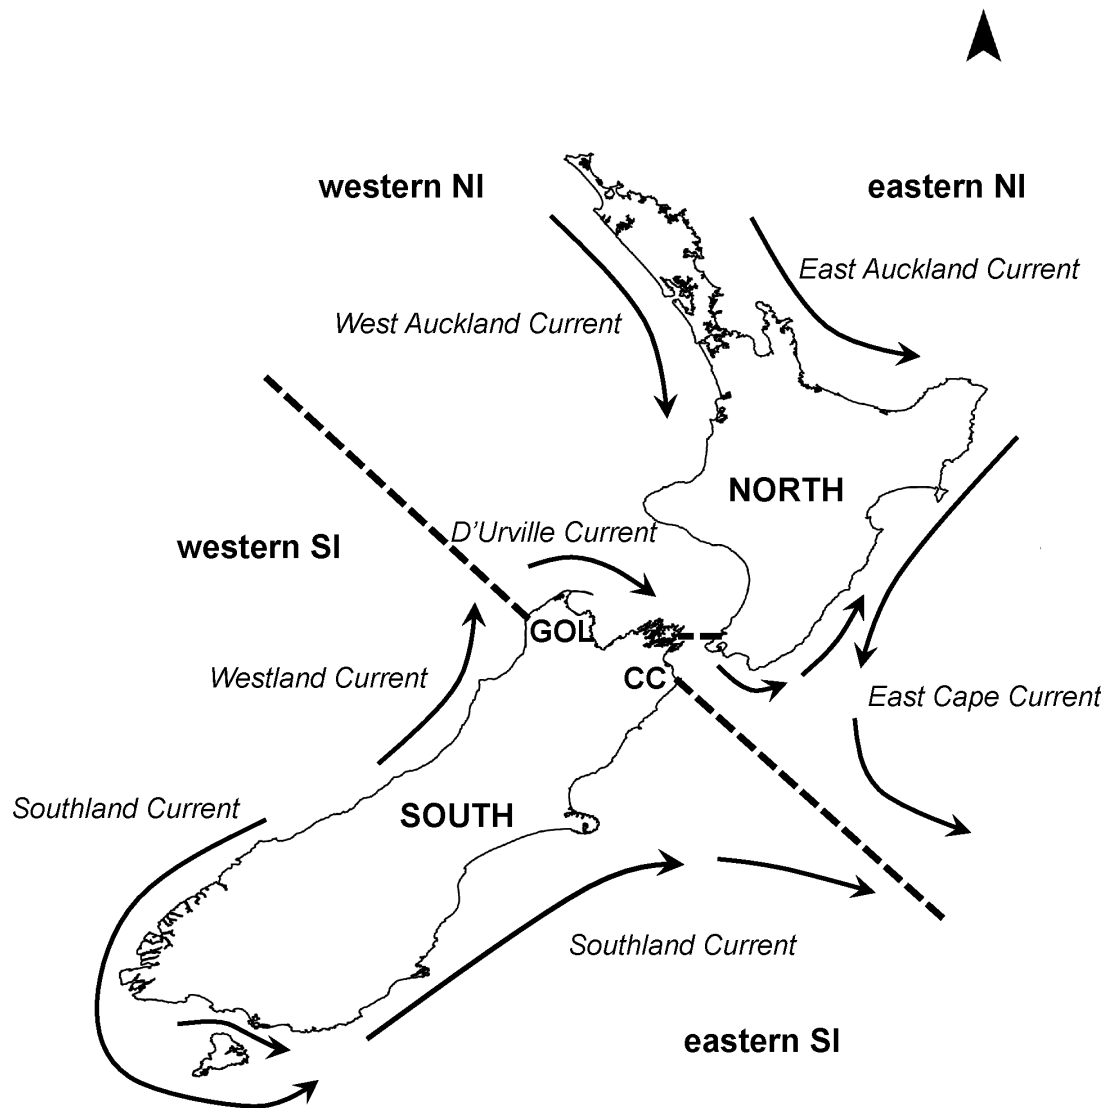 western NI
eastern NI
East Auckland Current
West Auckland Current
NORTH
D'Urville Current
western SI
GOL
CC
Westland Current
East Cape Current
Southland Current
SOUTH
Southland Current
eastern SI